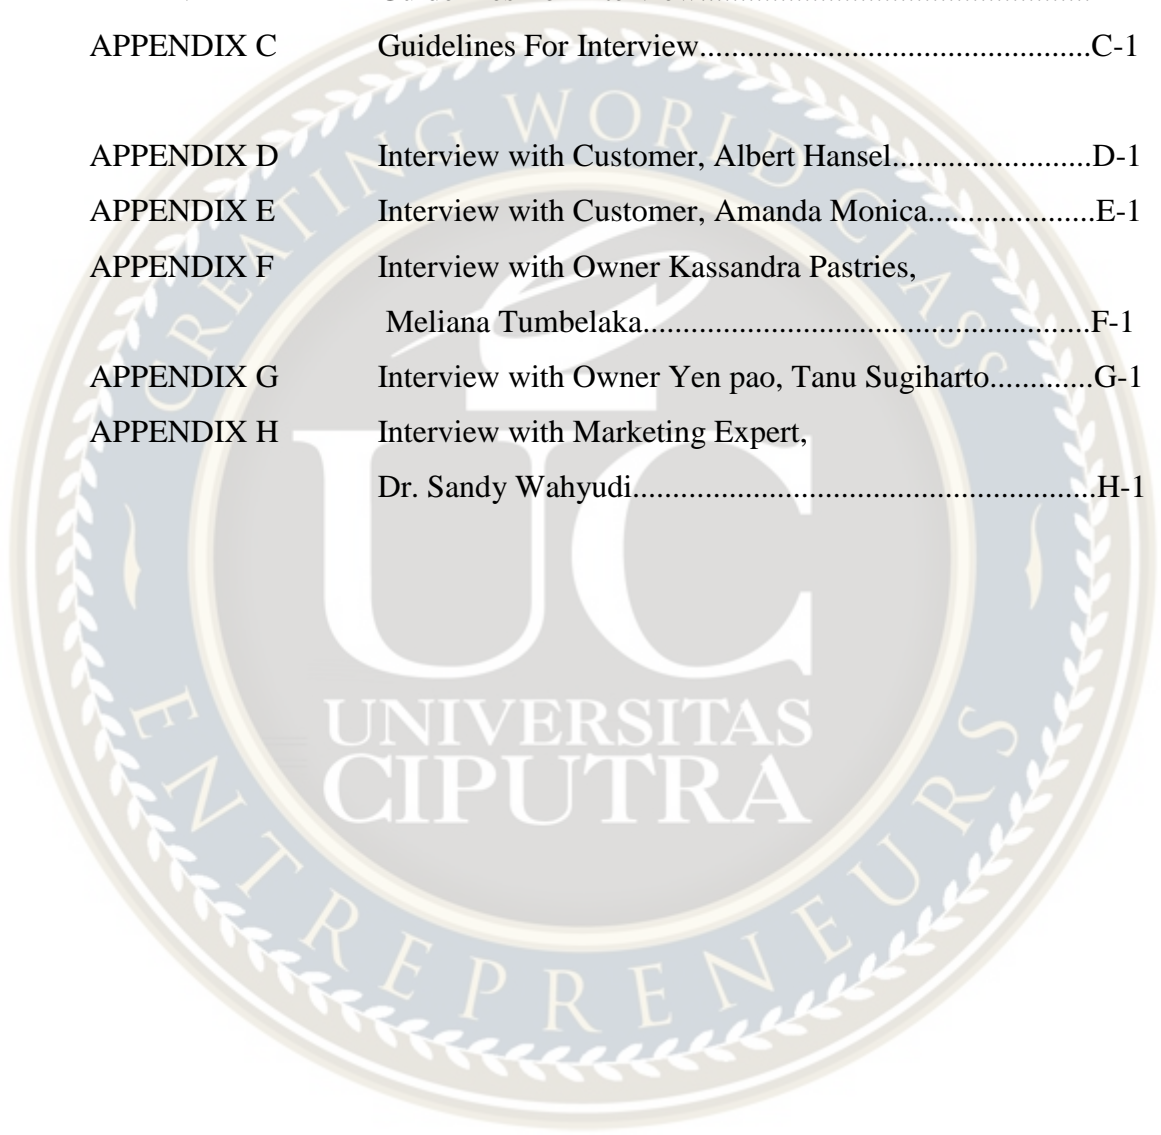 APPENDIX C Guidelines For Interview.................................................C-1
APPENDIX D Interview with Customer, Albert Hansel.........................D-1
APPENDIX E Interview with Customer, Amanda Monica.....................E-1
APPENDIX F Interview with Owner Kassandra Pastries,
Meliana Tumbelaka........................................................F-1
APPENDIX G Interview with Owner Yen pao, Tanu Sugiharto.............G-1
APPENDIX H Interview with Marketing Expert,
Dr. Sandy Wahyudi..........................................................H-1
CREATING WORLD CLASS
UC
UNIVERSITAS
CIPUTRA
ENTREPRENEURS